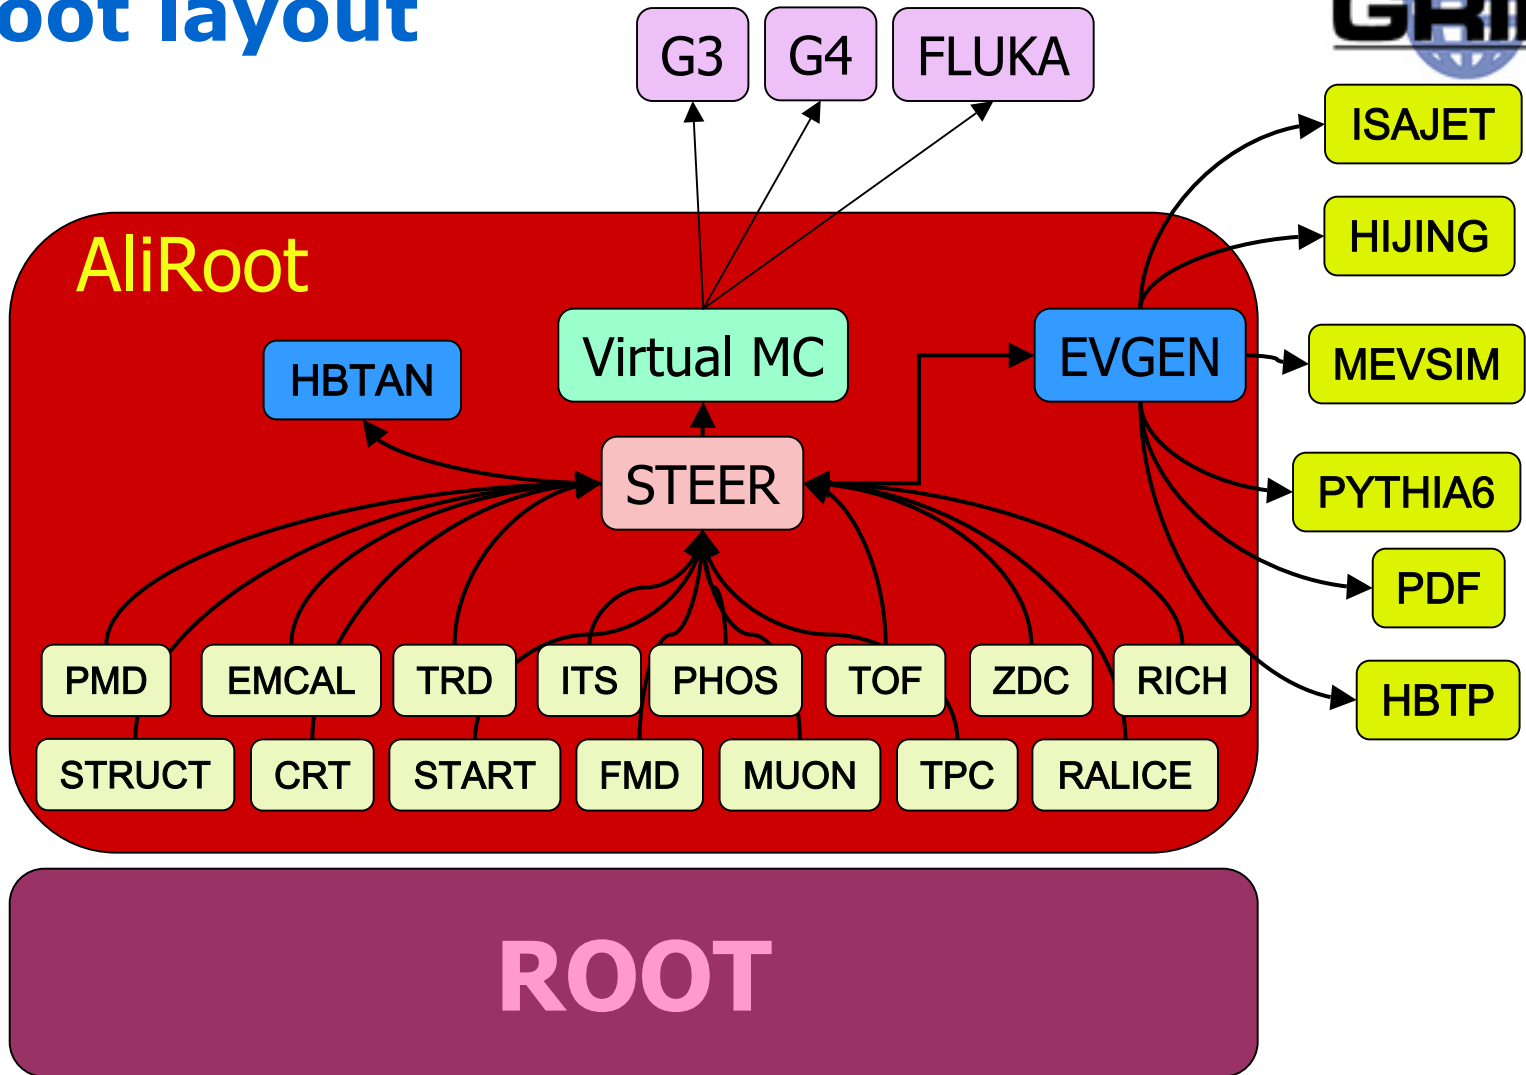 oot layout
GRI
G3
G4
FLUKA
ISAJET
HIJING
AliRoot
Virtual MC
EVGEN
MEVSIM
HBTAN
STEER
PYTHIA6
PDF
PMD
EMCAL
TRD
ITS
PHOS
TOF
ZDC
RICH
HBTP
STRUCT
CRT
START
FMD
MUON
TPC
RALICE
ROOT